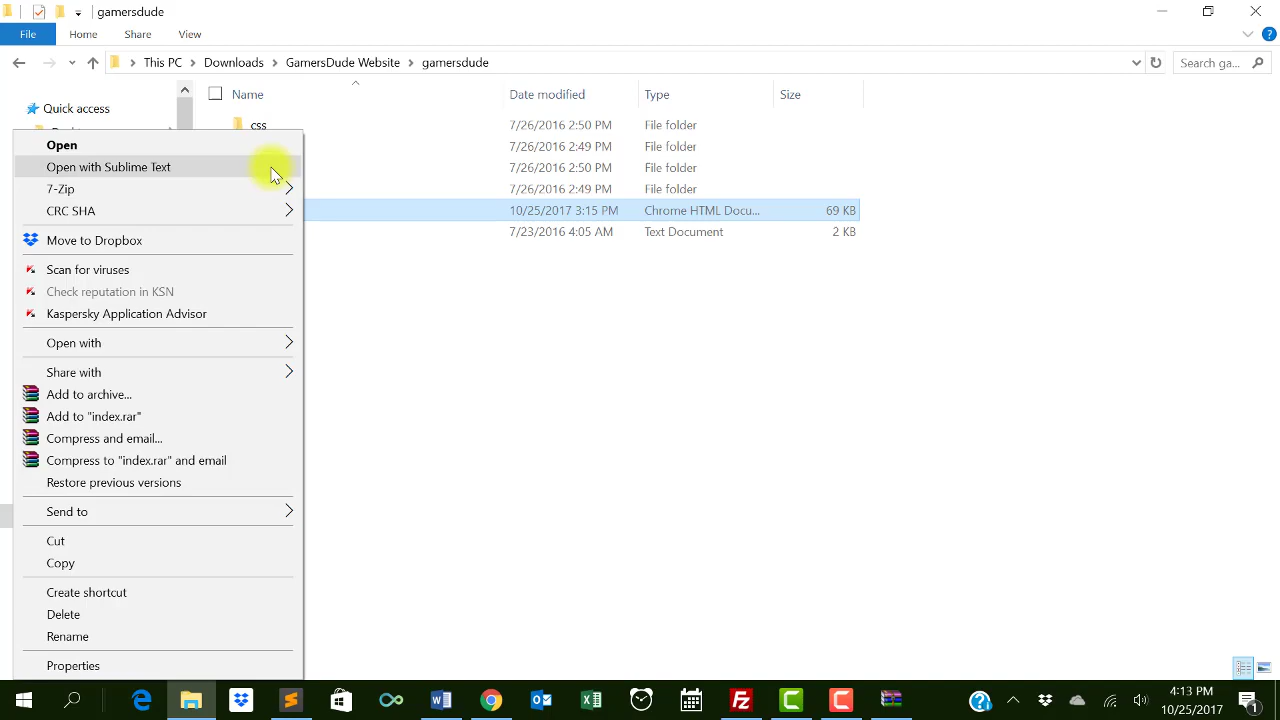 gamersdude
File Home Share View
This PC Downloads GamersDude Website gamersdude
Search ga...
Name Date modified Type Size
Quick access
css 7/26/2016 2:50 PM File folder
7/26/2016 2:49 PM File folder
7/26/2016 2:50 PM File folder
7/26/2016 2:49 PM File folder
10/25/2017 3:15 PM Chrome HTML Docu... 69 KB
7/23/2016 4:05 AM Text Document 2 KB
Open
Open with Sublime Text
7-Zip
CRC SHA
Move to Dropbox
Scan for viruses
Check reputation in KSN
Kaspersky Application Advisor
Open with
Share with
Add to archive...
Add to "index.rar"
Compress and email...
Compress to "index.rar" and email
Restore previous versions
Send to
Cut
Copy
Create shortcut
Delete
Rename
Properties
4:13 PM
10/25/2017